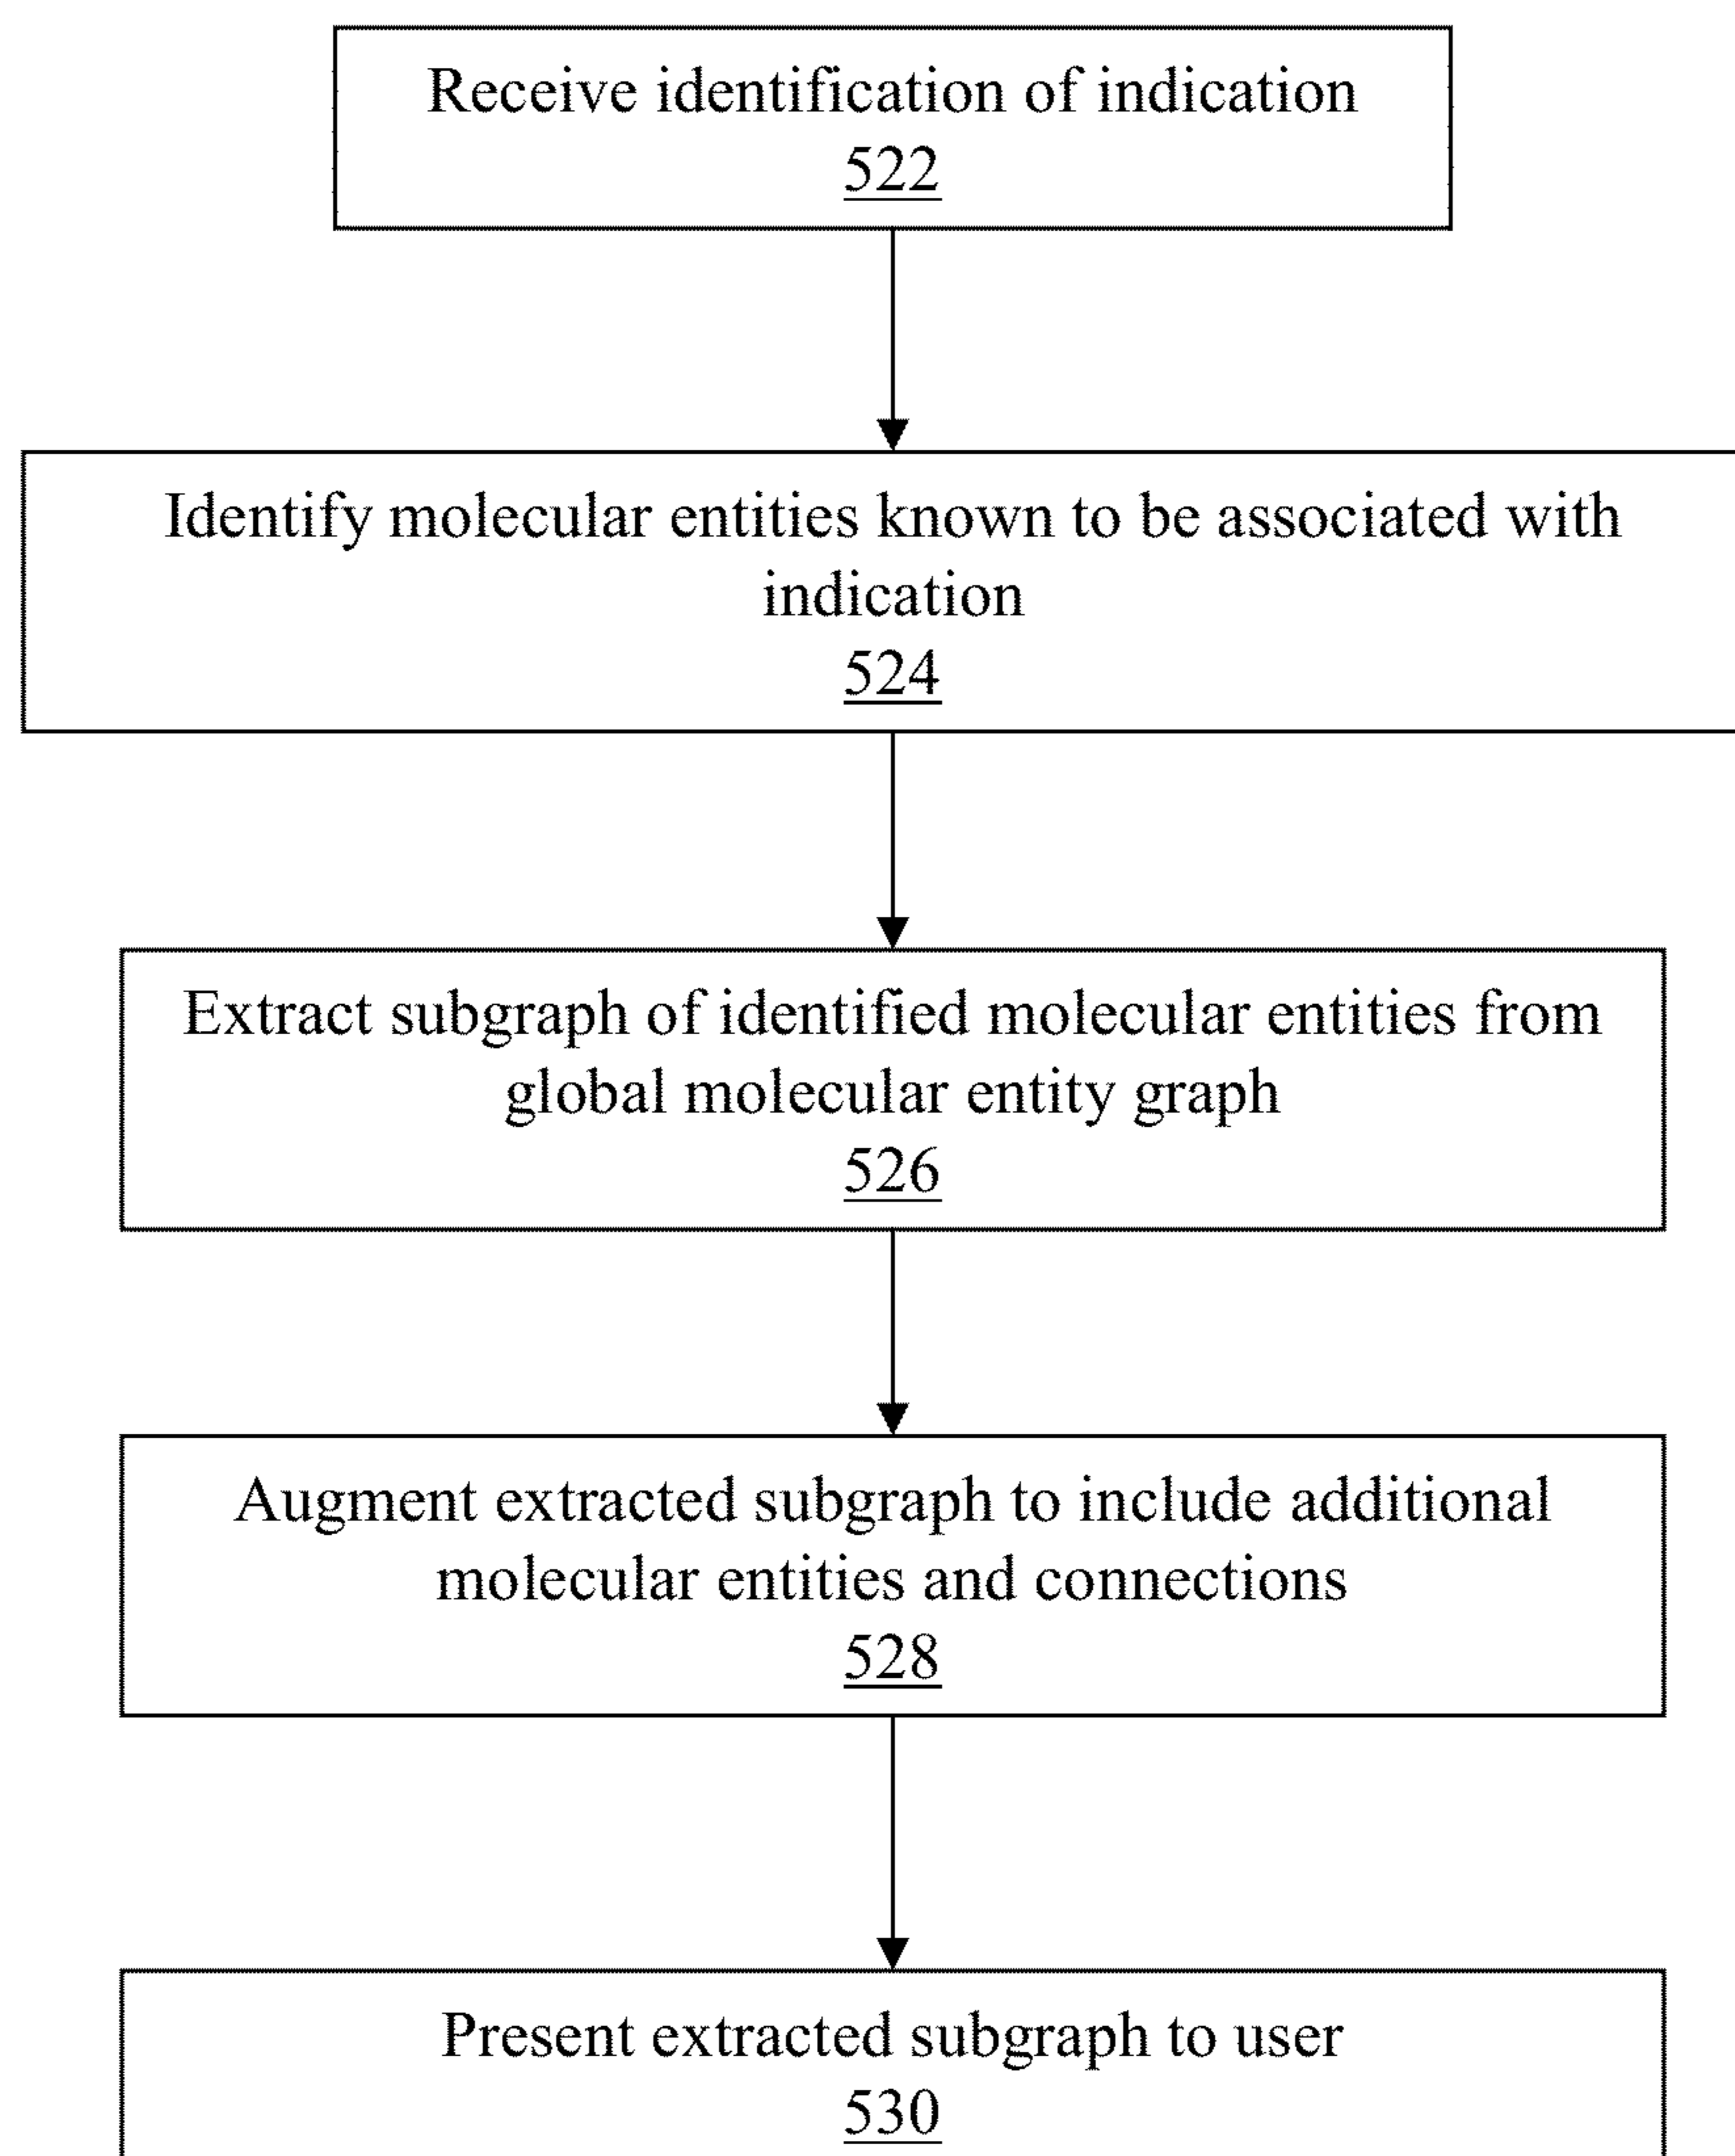 Receive identification of indication
522
Identify molecular entities known to be associated with
indication
524
Extract subgraph of identified molecular entities from
global molecular entity graph
526
Augment extracted subgraph to include additional
molecular entities and connections
528
Present extracted subgraph to user
530